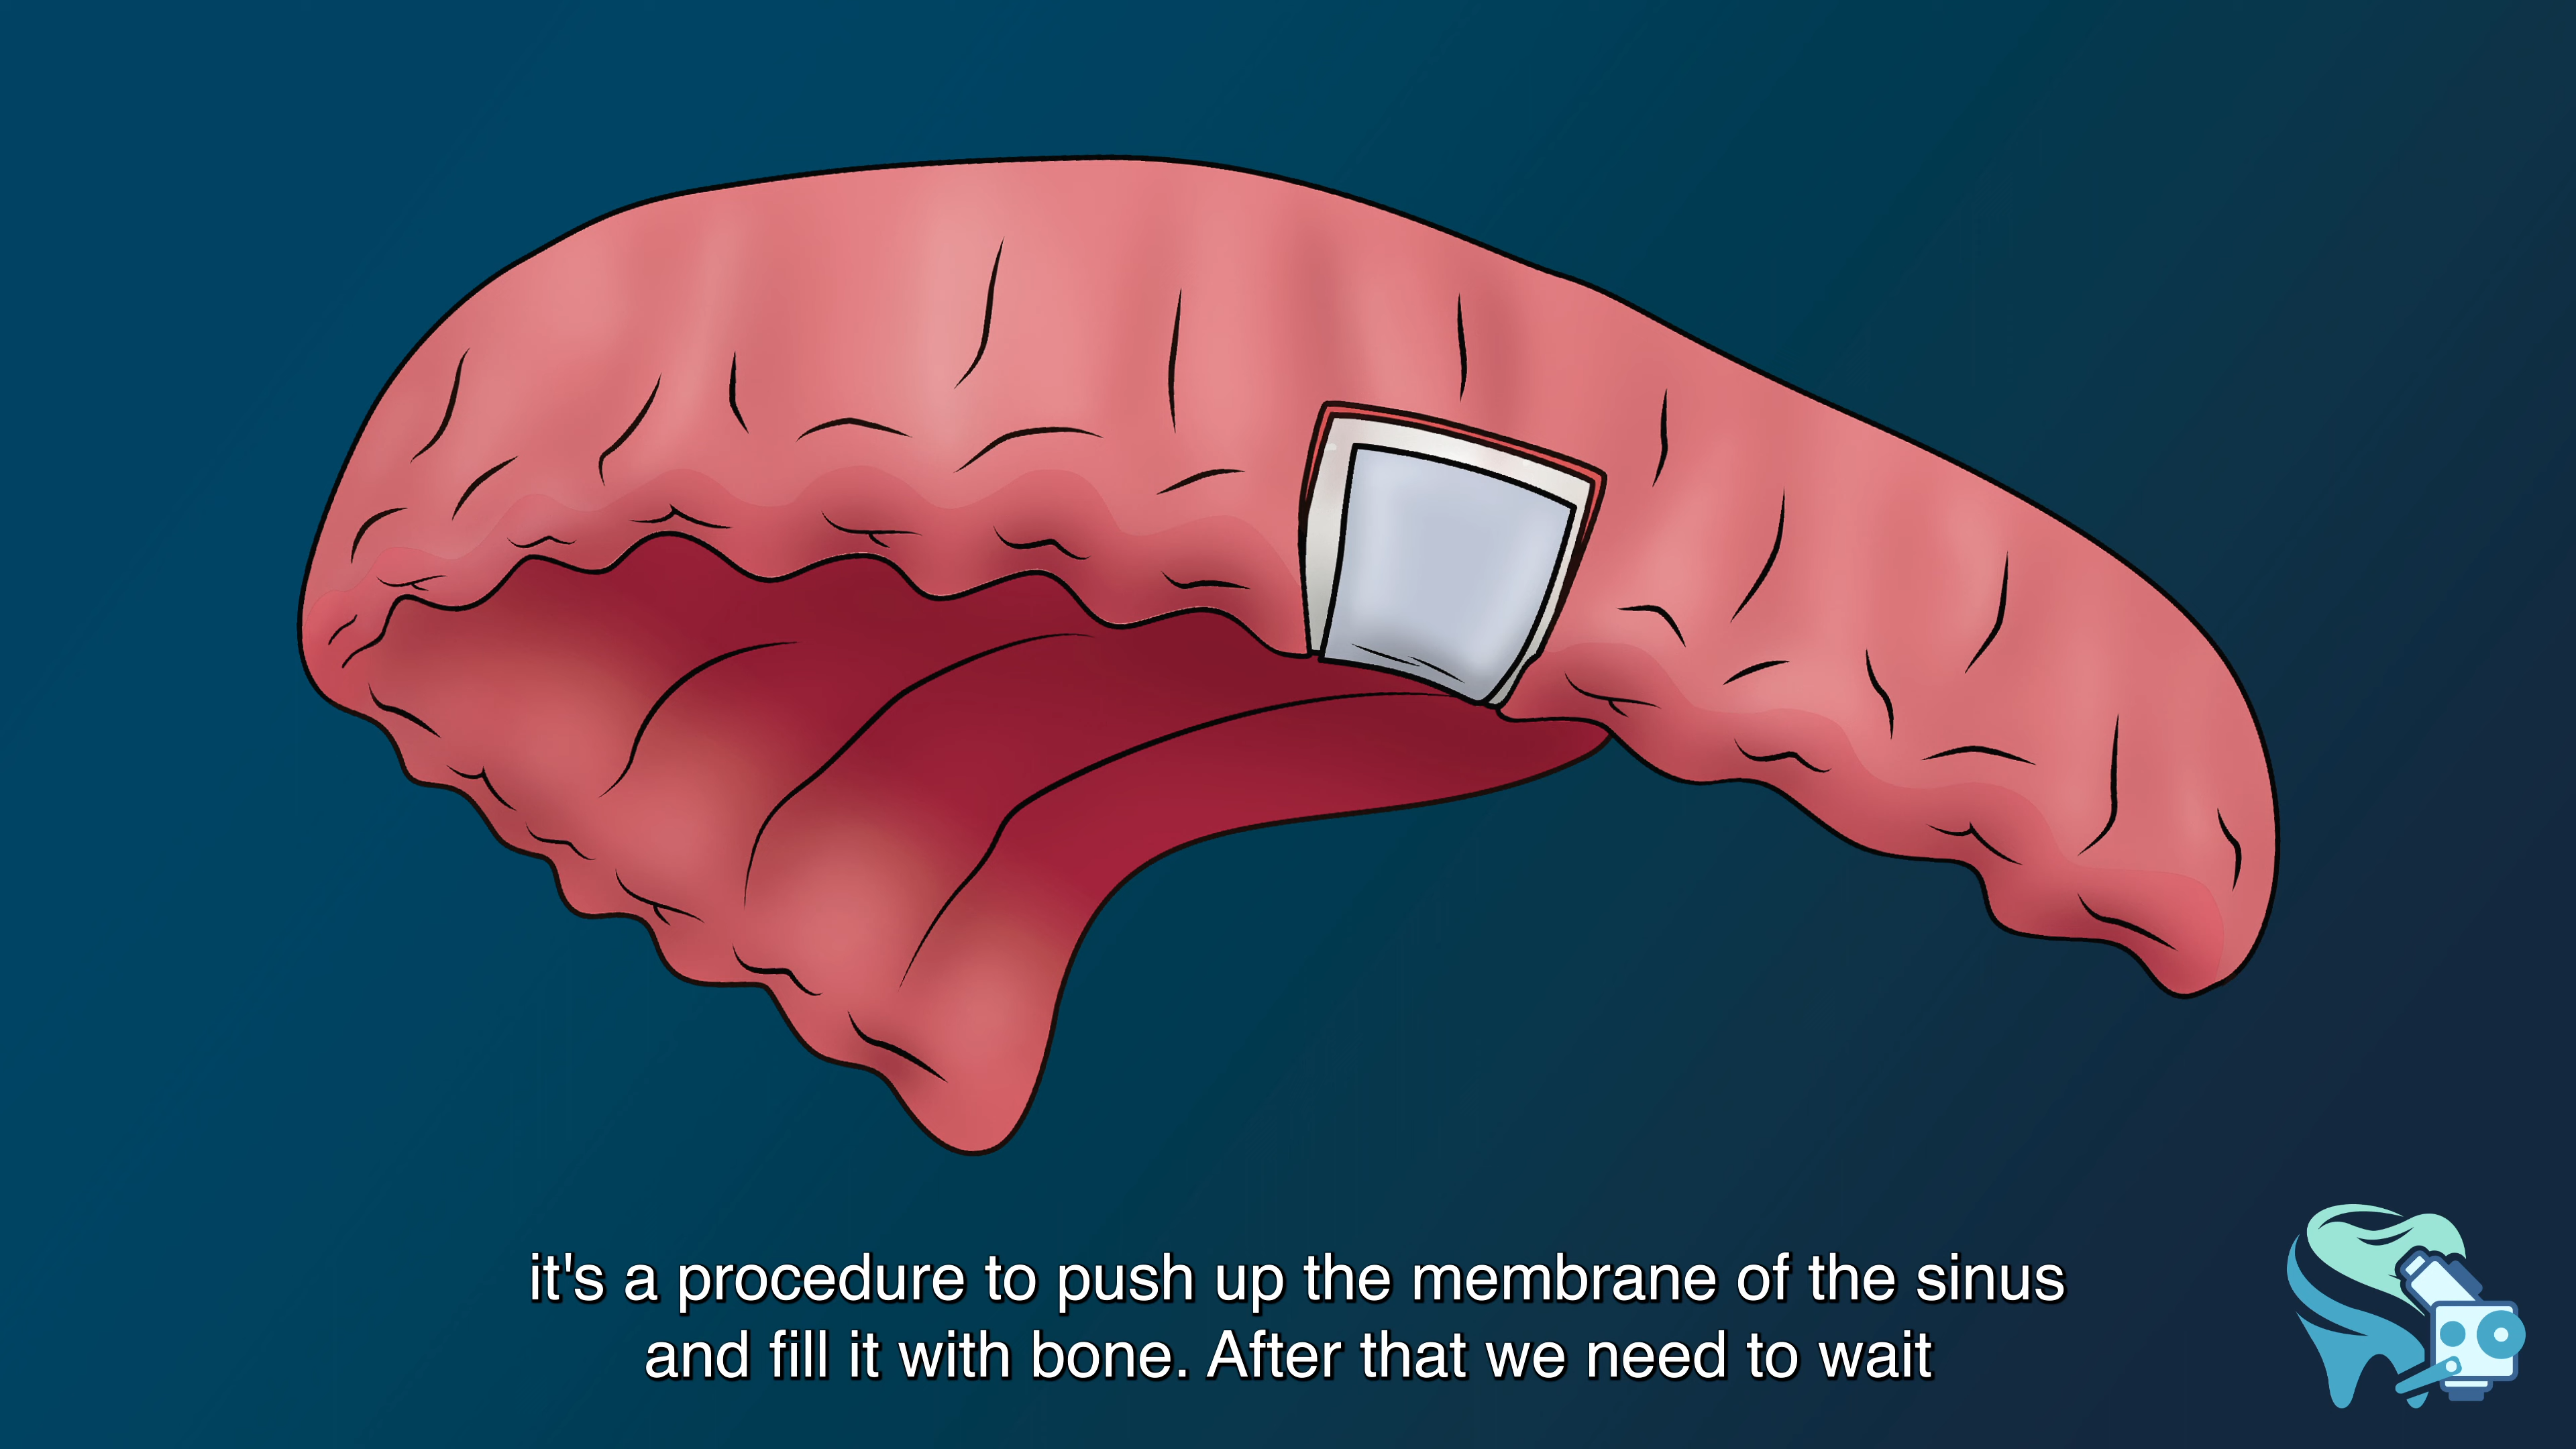 it's a procedure to push up the membrane of the sinus
and fill it with bone. After that we need to wait